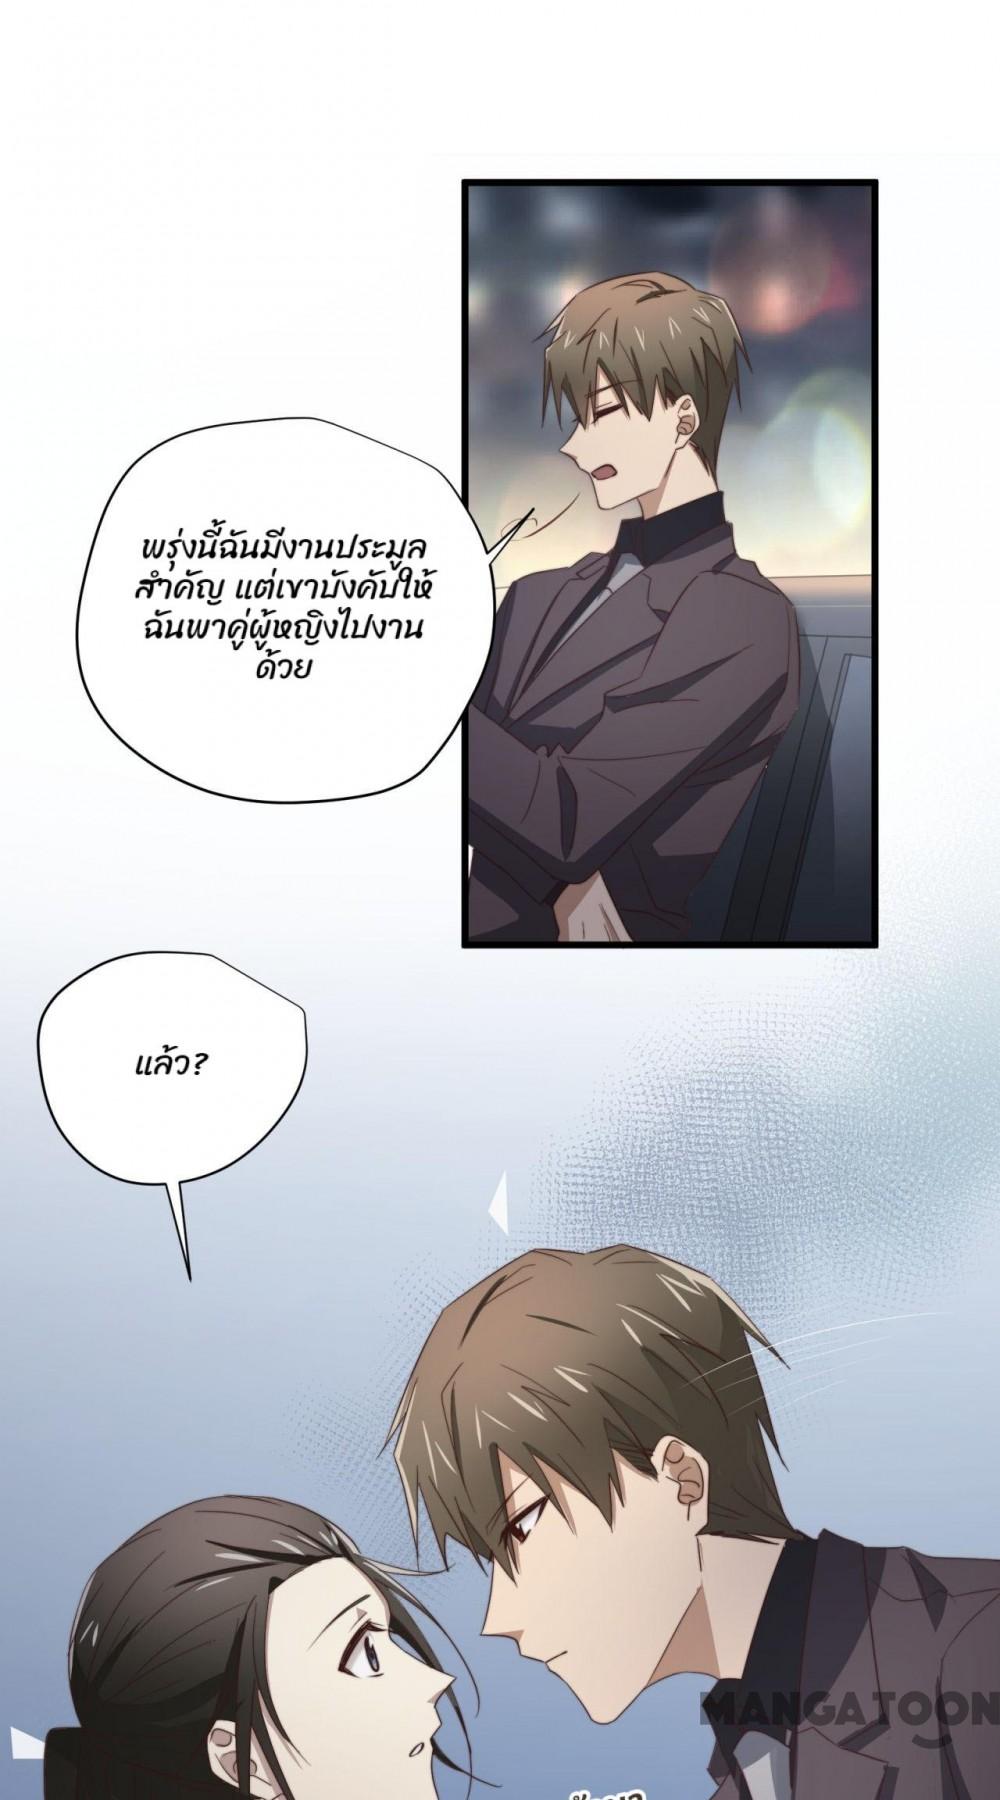 พรุ่งนี้ฉันมีงานประมูล
สำคัญ แต่เขาบังคับให้
ฉันพาคู่ผู้หญิงไปงาน
ด้วย
แล้ว?
MANGATOON